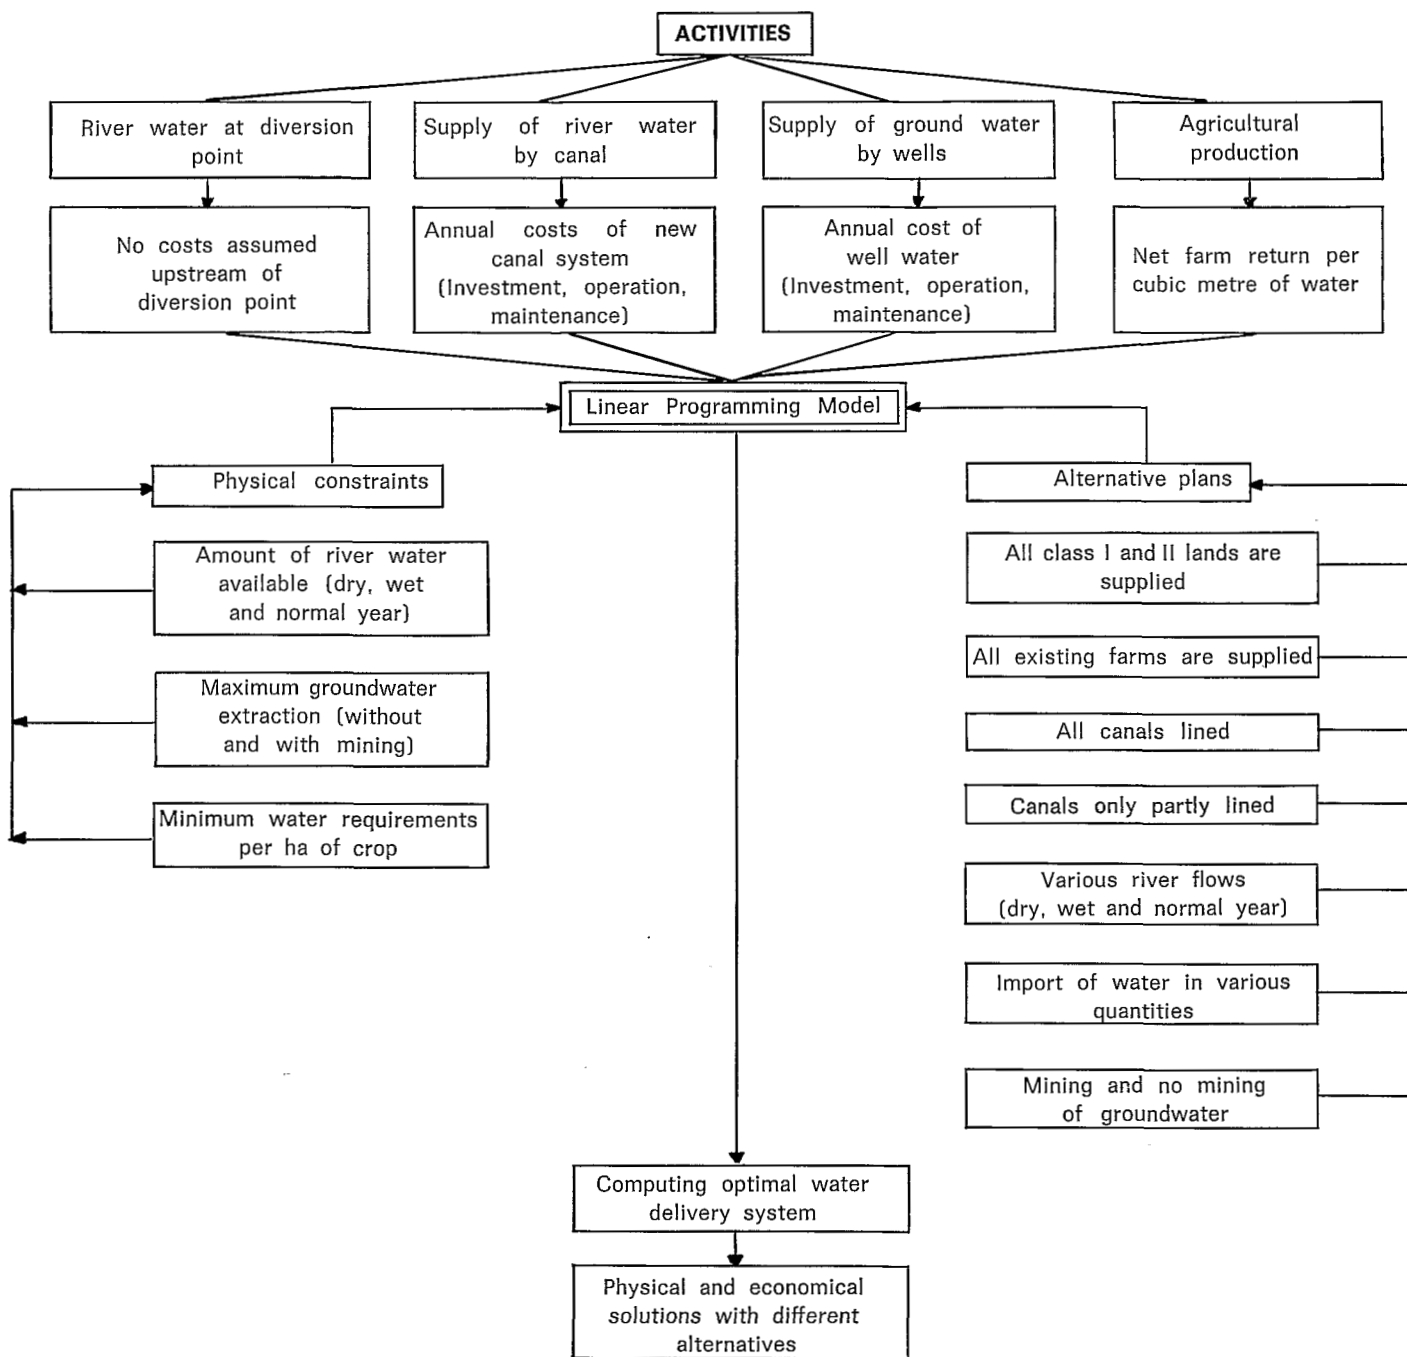 ACTIVITIES
River water at diversion
point
Supply of river water
by canal
Supply of ground water
by wells
Agricultural
production
No costs assumed
upstream of
diversion point
Annual costs of new
canal system
(Investment, operation,
maintenance)
Annual cost of
well water
(Investment, operation,
maintenance)
Net farm return per
cubic metre of water
Linear Programming Model
Physical constraints
Amount of river water
available (dry, wet
and normal year)
Maximum groundwater
extraction (without
and with mining)
Minimum water requirements
per ha of crop
Alternative plans
All class I and II lands are
supplied
All existing farms are supplied
All canals lined
Canals only partly lined
Various river flows
(dry, wet and normal year)
Import of water in various
quantities
Mining and no mining
of groundwater
Computing optimal water
delivery system
Physical and economical
solutions with different
alternatives